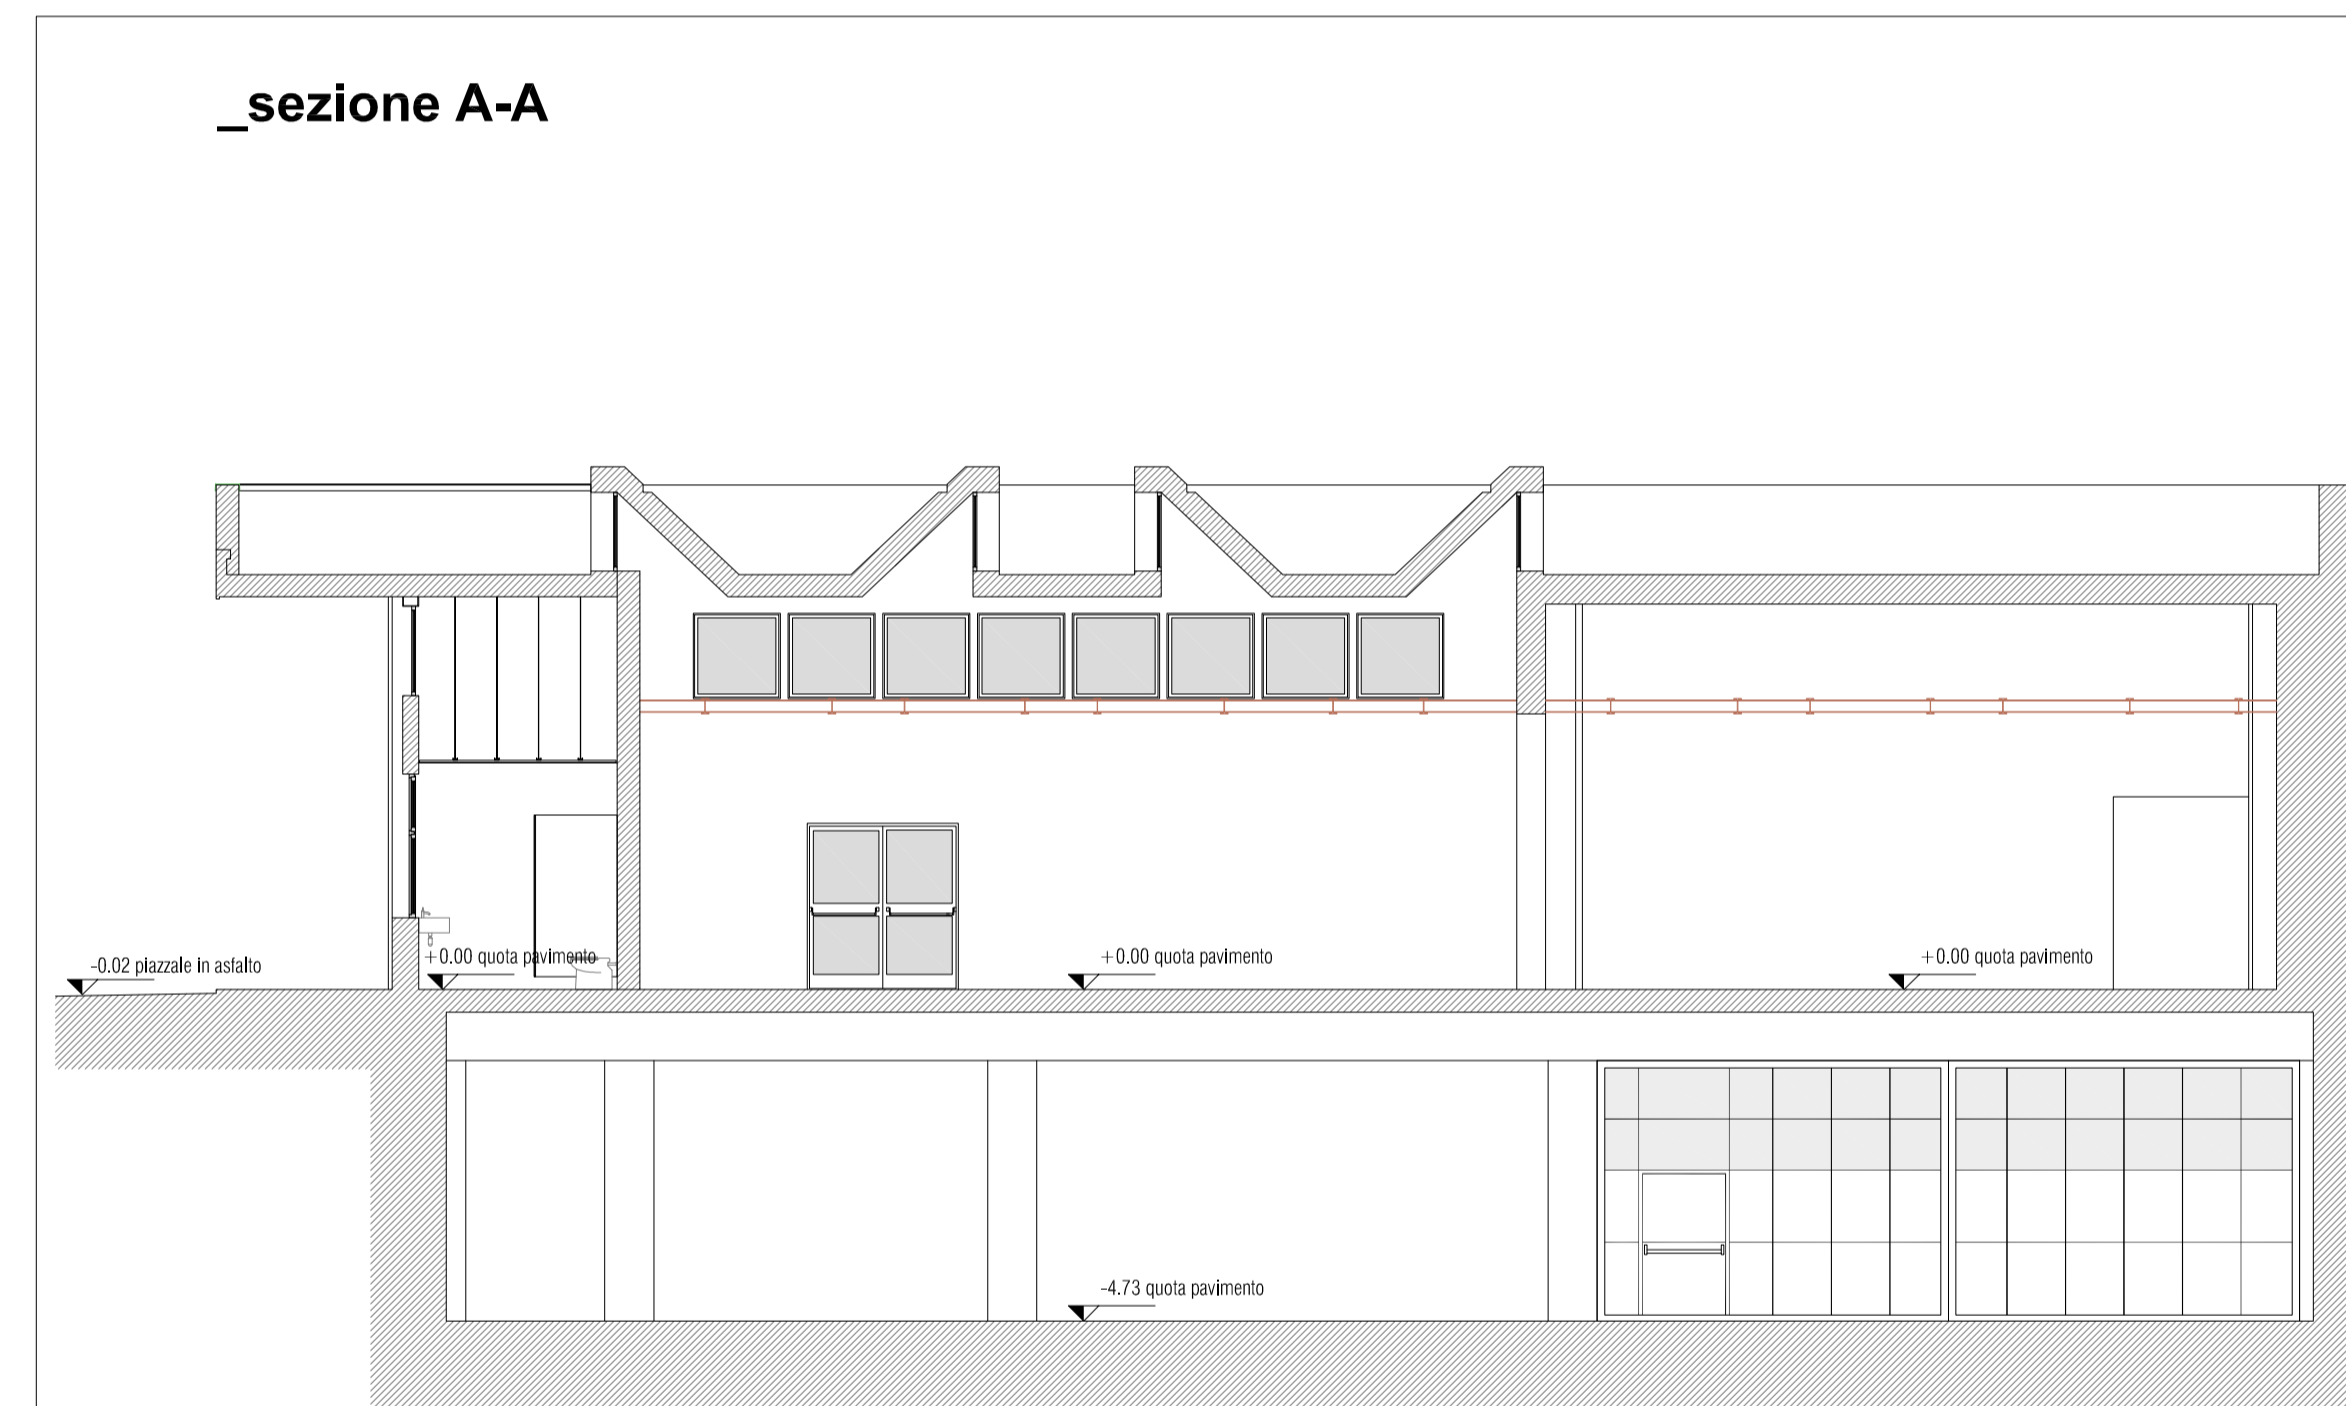 _sezione A-A
-0.02 piazzale in asfalto
+0.00 quota pavimento
+0.00 quota pavimento
+0.00 quota pavimento
-4.73 quota pavimento